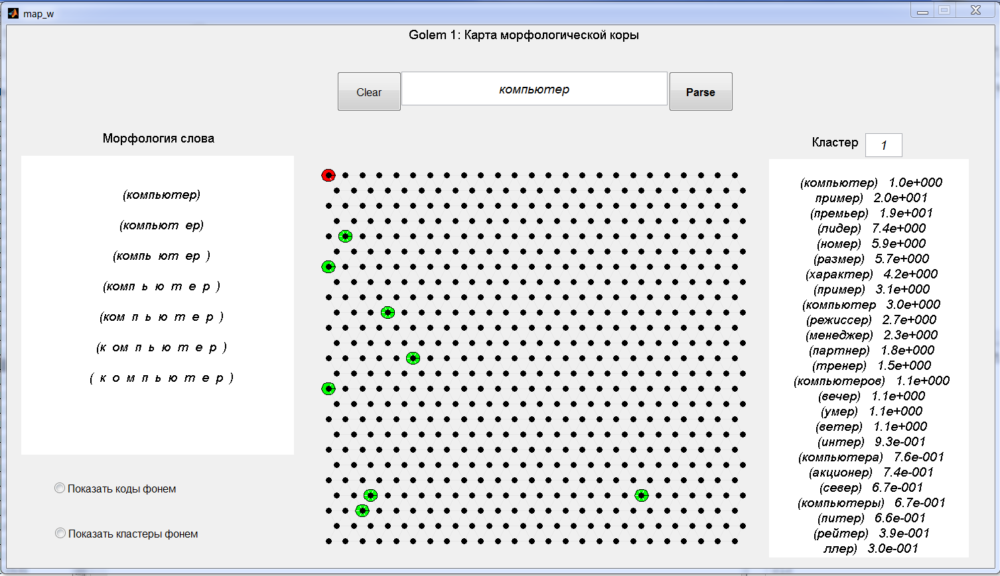 map_w
Golem 1: Карта морфологической коры
Clear
компьютер
Parse
Морфология слова
(компьютер)
(компьют ер)
(компь ют ер )
(комп ь ю т е р )
(ком п ь ю т е р )
(к ом п ь ю т е р )
( к о м п ь ю т е р )
Показать коды фонем
Показать кластеры фонем
Кластер 1
(компьютер) 1.0e+000
пример) 2.0e+001
(премьер) 1.9e+001
(лидер) 7.4e+000
(номер) 5.9e+000
(размер) 5.7e+000
(характер) 4.2e+000
(пример) 3.1e+000
(компьютер 3.0e+000
(режиссер) 2.7e+000
(менеджер) 2.3e+000
(партнер) 1.8e+000
(тренер) 1.5e+000
(компьютеров) 1.1e+000
(вечер) 1.1e+000
(умер) 1.1e+000
(ветер) 1.1e+000
(интер) 9.3e-001
(компьютера) 7.6e-001
(акционер) 7.4e-001
(север) 6.7e-001
(компьютеры) 6.7e-001
(питер) 6.6e-001
(рейтер) 3.9e-001
ллер) 3.0e-001